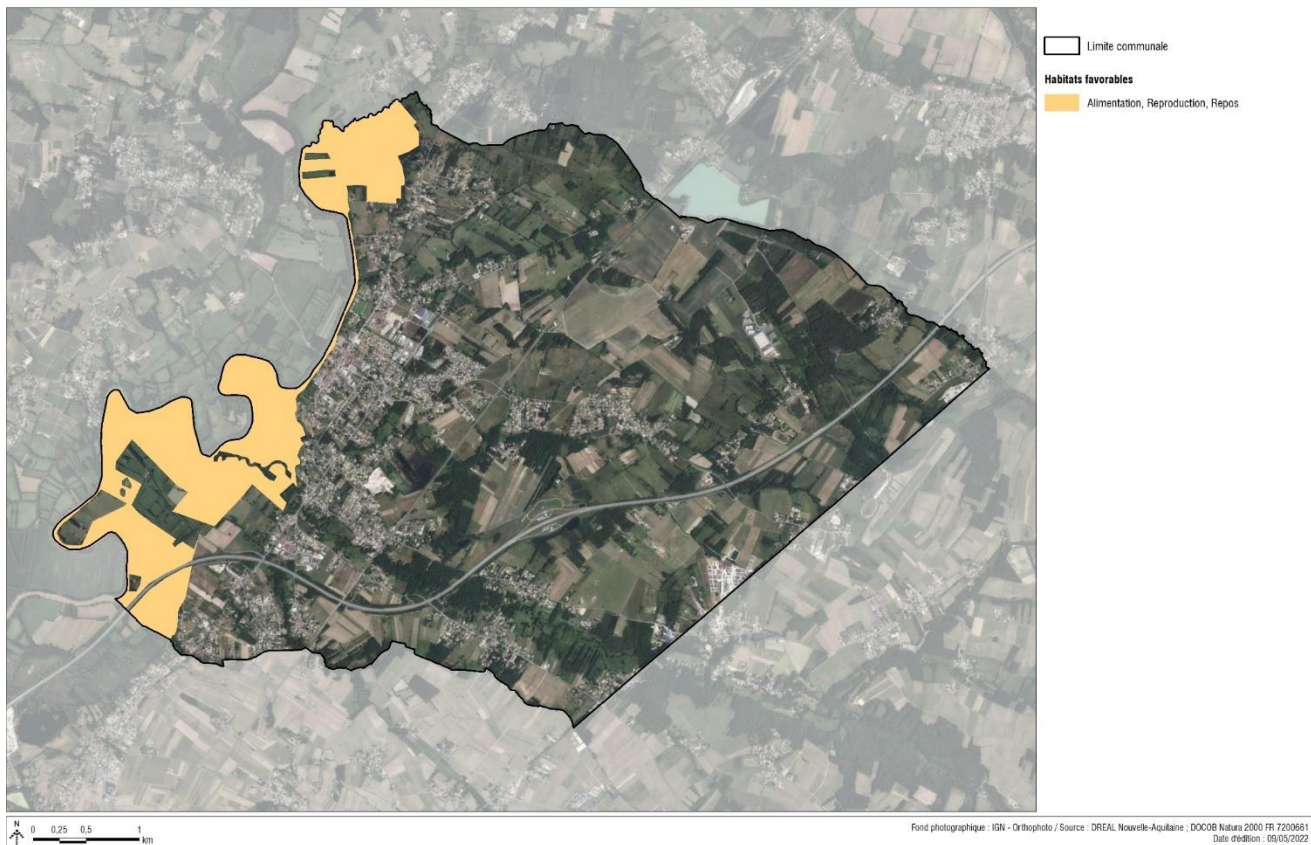 Limite communale
Habitats favorables
Alimentation, Reproduction, Repos
N
0 0,25 0,5 1
km
Fond photographique : IGN - Orthophoto / Source : DREAL Nouvelle-Aquitaine ; DOCOB Natura 2000 FR 7200661
Date d'édition : 09/05/2022